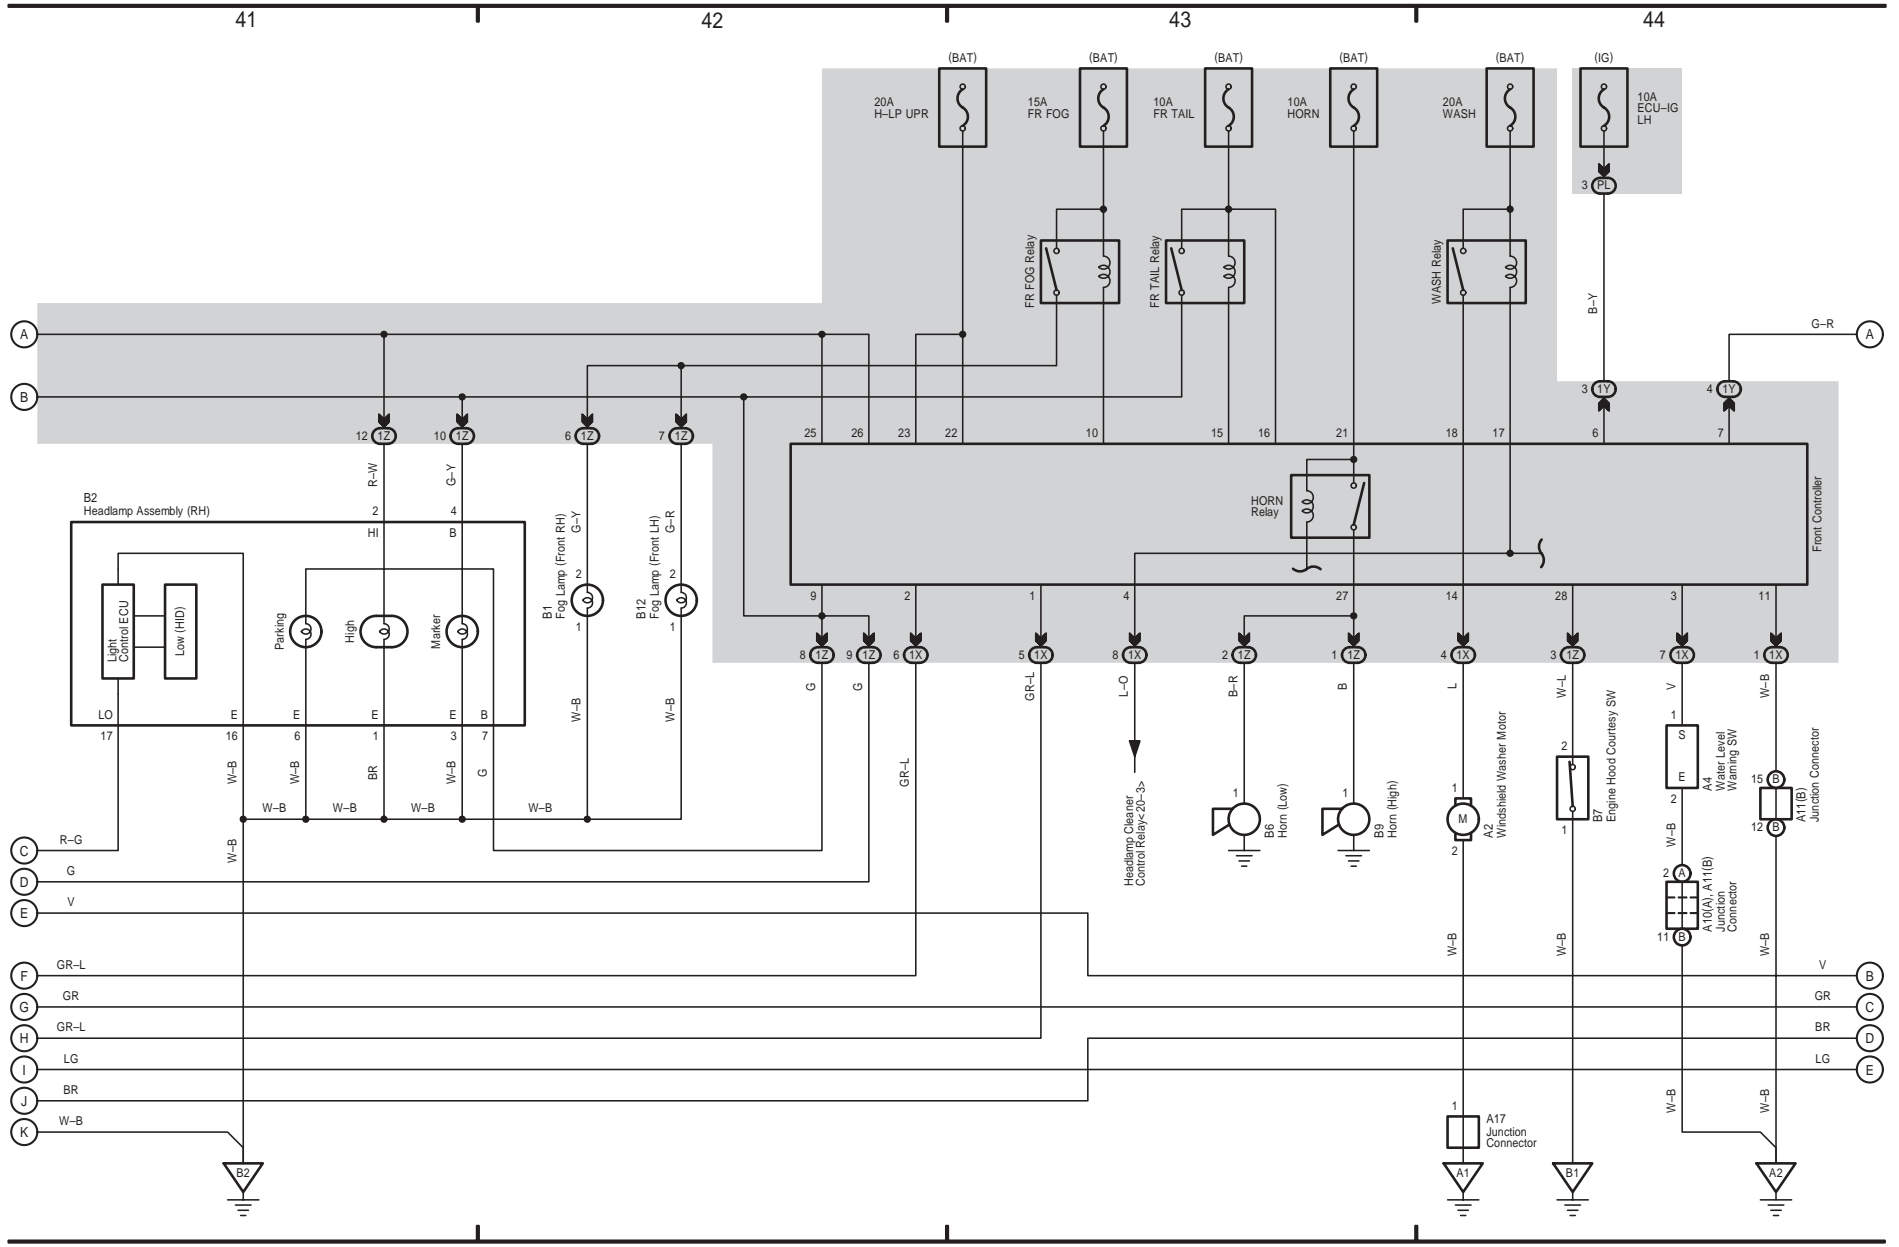 41
42
43
44
(BAT)
(BAT)
(BAT)
(BAT)
(BAT)
(IG)
20A
H–LP UPR
15A
FR FOG
10A
FR TAIL
10A
HORN
20A
WASH
10A
ECU–IG
LH
3 PL
FR FOG Relay
FR TAIL Relay
WASH Relay
B–Y
G–R
A
A
B
3 1Y
4 1Y
12 1Z
10 1Z
6 1Z
7 1Z
25
26
23
22
10
15
16
21
18
17
6
7
R–W
G–Y
B2
Headlamp Assembly (RH)
2
4
HI
B
B1
Fog Lamp (Front RH)
G–Y
B12
Fog Lamp (Front LH)
G–R
HORN
Relay
Front Controller
2
2
1
1
Light
Control ECU
Low (HID)
Parking
High
Marker
9
2
1
4
27
14
28
3
11
8 1Z
9 1Z
6 1X
5 1X
8 1X
2 1Z
1 1Z
4 1X
3 1Z
7 1X
1 1X
LO
E
E
E
E
B
17
16
6
1
3
7
W–B
W–B
G
G
GR–L
L–O
B–R
B
L
W–L
V
W–B
W–B
W–B
BR
W–B
G
GR–L
W–B
W–B
W–B
W–B
W–B
Headlamp Cleaner
Control Relay<20–3>
1
B6
Horn (Low)
1
B9
Horn (High)
1
M
2
A2
Windshield Washer Motor
2
1
B7
Engine Hood Courtesy SW
1
S
E
2
A4
Water Level
Warning SW
15 B
12 B
A11(B)
Junction Connector
W–B
2 A
11 B
A10(A), A11(B)
Junction
Connector
C
R–G
D
G
E
V
F
GR–L
G
GR
H
GR–L
I
LG
J
BR
K
W–B
W–B
W–B
W–B
V
B
GR
C
BR
D
LG
E
W–B
W–B
1
A17
Junction
Connector
B2
A1
B1
A2